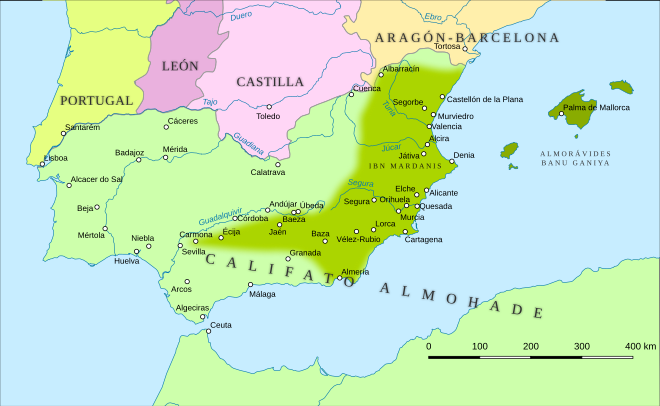 Duero
Ebro
ARAGÓN-BARCELONA
Tortosa
LEÓN
Albarracín
CASTILLA
Cuenca
PORTUGAL
Tajo
Segorbe
Castellón de la Plana
Palma de Mallorca
Toledo
Turia
Murviedro
Cáceres
Santarém
Valencia
Guadiana
Alcira
Júcar
Lisboa
Badajoz
Mérida
Játiva
Denia
ALMORÁVIDES
BANU GANIYA
IBN MARDANIS
Calatrava
Alcacer do Sal
Segura
Elche
Alicante
Segura
Orihuela
Beja
Andújar
Úbeda
Quesada
Guadalquivir
Córdoba
Baeza
Murcia
Mértola
Carmona
Écija
Jaén
Baza
Lorca
Niebla
Vélez-Rubio
Cartagena
Huelva
Sevilla
Granada
CALIFATO ALMOHADE
Almería
Arcos
Málaga
Algeciras
Ceuta
0 100 200 300 400 km